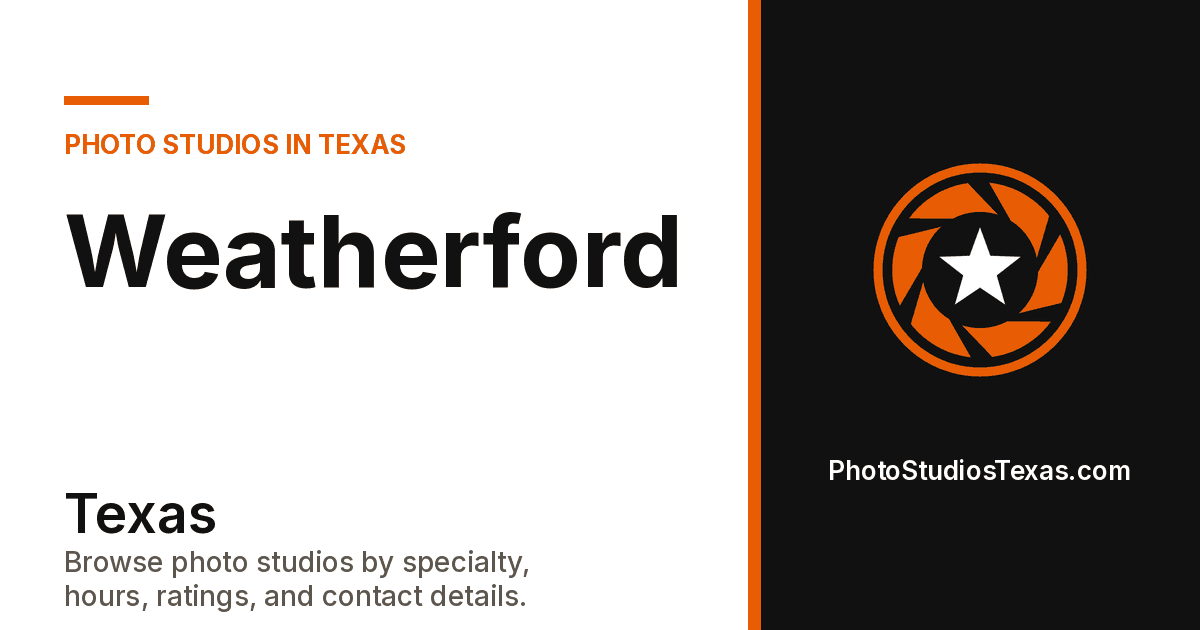 PHOTO STUDIOS IN TEXAS
Weatherford
Texas
Browse photo studios by specialty,
hours, ratings, and contact details.
PhotoStudiosTexas.com